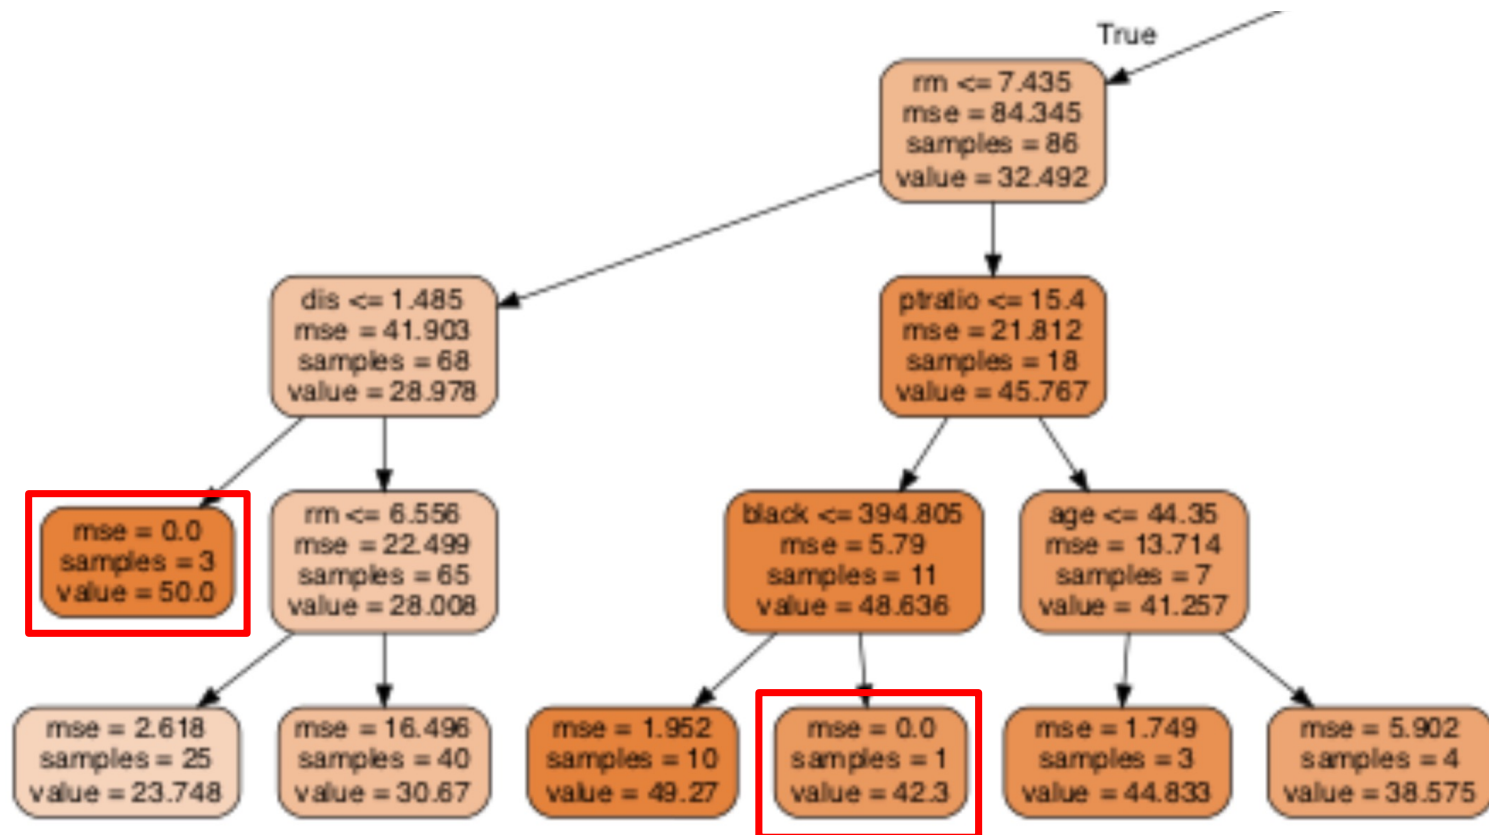 True
rm <= 7.435
mse = 84.345
samples = 86
value = 32.492
dis <= 1.485
mse = 41.903
samples = 68
value = 28.978
ptratio <= 15.4
mse = 21.812
samples = 18
value = 45.767
mse = 0.0
samples = 3
value = 50.0
rm <= 6.556
mse = 22.499
samples = 65
value = 28.008
black <= 394.805
mse = 5.79
samples = 11
value = 48.636
age <= 44.35
mse = 13.714
samples = 7
value = 41.257
mse = 2.618
samples = 25
value = 23.748
mse = 16.496
samples = 40
value = 30.67
mse = 1.952
samples = 10
value = 49.27
mse = 0.0
samples = 1
value = 42.3
mse = 1.749
samples = 3
value = 44.833
mse = 5.902
samples = 4
value = 38.575